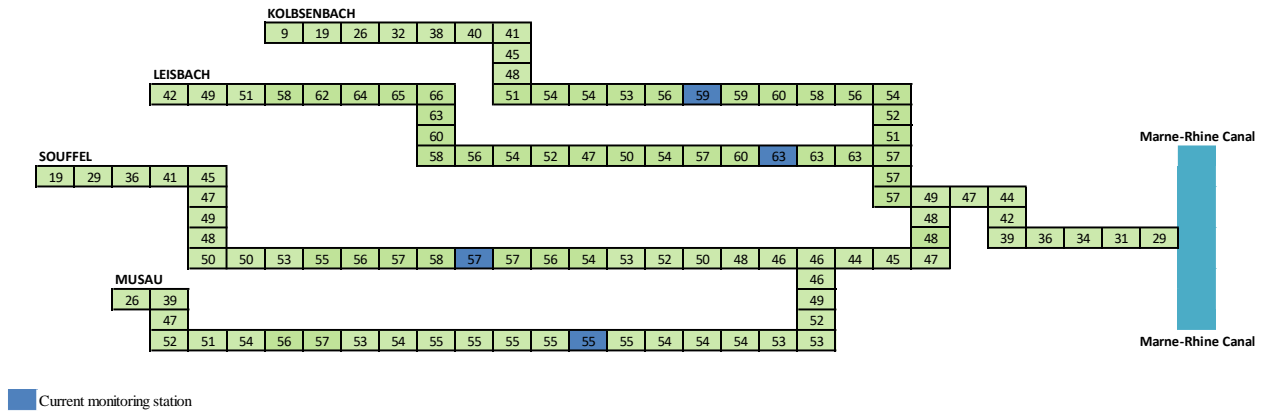 KOLBSENBACH
9 19 26 32 38 40 41
45
LEISBACH 48
42 49 51 58 62 64 65 66 51 54 54 53 56 59 59 60 58 56 54
63 52
60 51
Marne-Rhine Canal
SOUFFEL 58 56 54 52 47 50 54 57 60 63 63 63 57
19 29 36 41 45 57
47 57 49 47 44
49 48 42
48 48 39 36 34 31 29
50 50 53 55 56 57 58 57 57 56 54 53 52 50 48 46 46 44 45 47
MUSAU 46
26 39 49
47 52
52 51 54 56 57 53 54 55 55 55 55 55 55 54 54 54 53 53
Marne-Rhine Canal
Current monitoring station